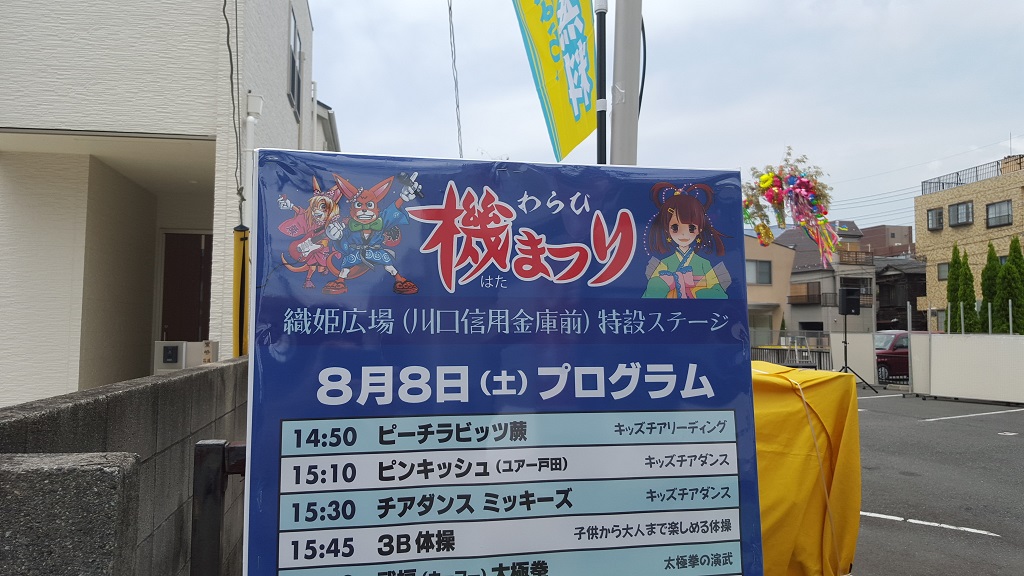 わらび
機まつり
はた
織姫広場(川口信用金庫前)特設ステージ
8月8日(土)プログラム
14:50 ピーチラビッツ蕨 キッズチアリーディング
15:10 ピンキッシュ(ユアー戸田) キッズチアダンス
15:30 チアダンス ミッキーズ キッズチアダンス
15:45 3B体操 子供から大人まで楽しめる体操
太極拳 太極拳の演武